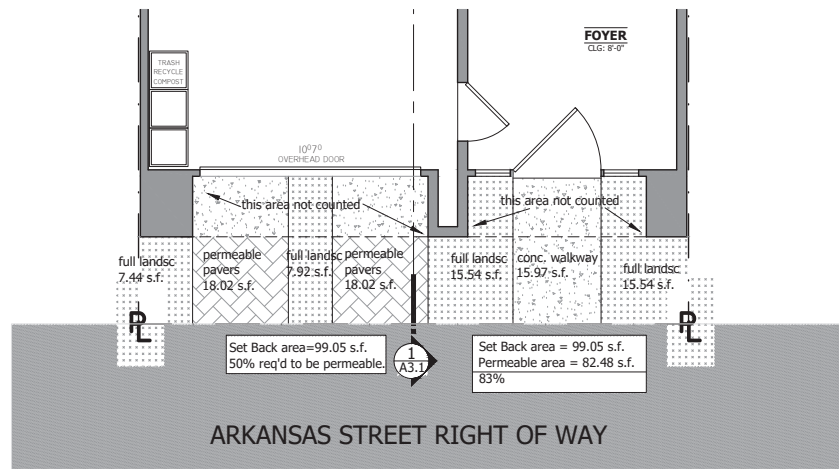 FOYER
CLG: 8'-0"
TRASH
RECYCLE
COMPOST
10⁰7⁰
OVERHEAD DOOR
this area not counted
this area not counted
full landsc
7.44 s.f.
permeable
pavers
18.02 s.f.
full landsc
7.92 s.f.
permeable
pavers
18.02 s.f.
full landsc
15.54 s.f.
conc. walkway
15.97 s.f.
full landsc
15.54 s.f.
PL
PL
Set Back area=99.05 s.f.
50% req'd to be permeable.
1
A3.1
Set Back area = 99.05 s.f.
Permeable area = 82.48 s.f.
83%
ARKANSAS STREET RIGHT OF WAY